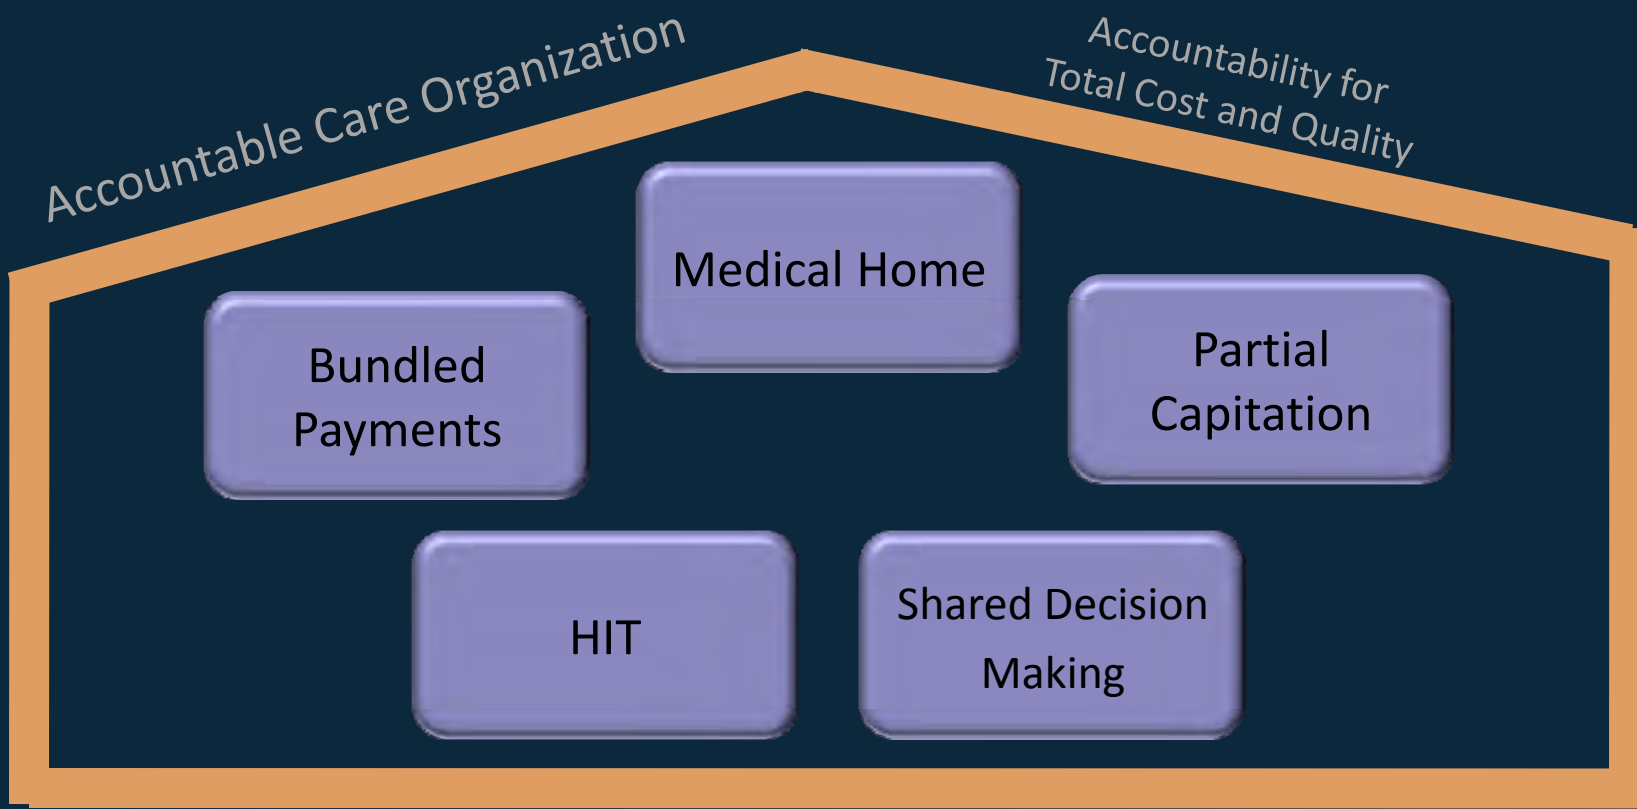 Accountable Care Organization
Accountability for
Total Cost and Quality
Medical Home
Bundled
Payments
Partial
Capitation
HIT
Shared Decision
Making